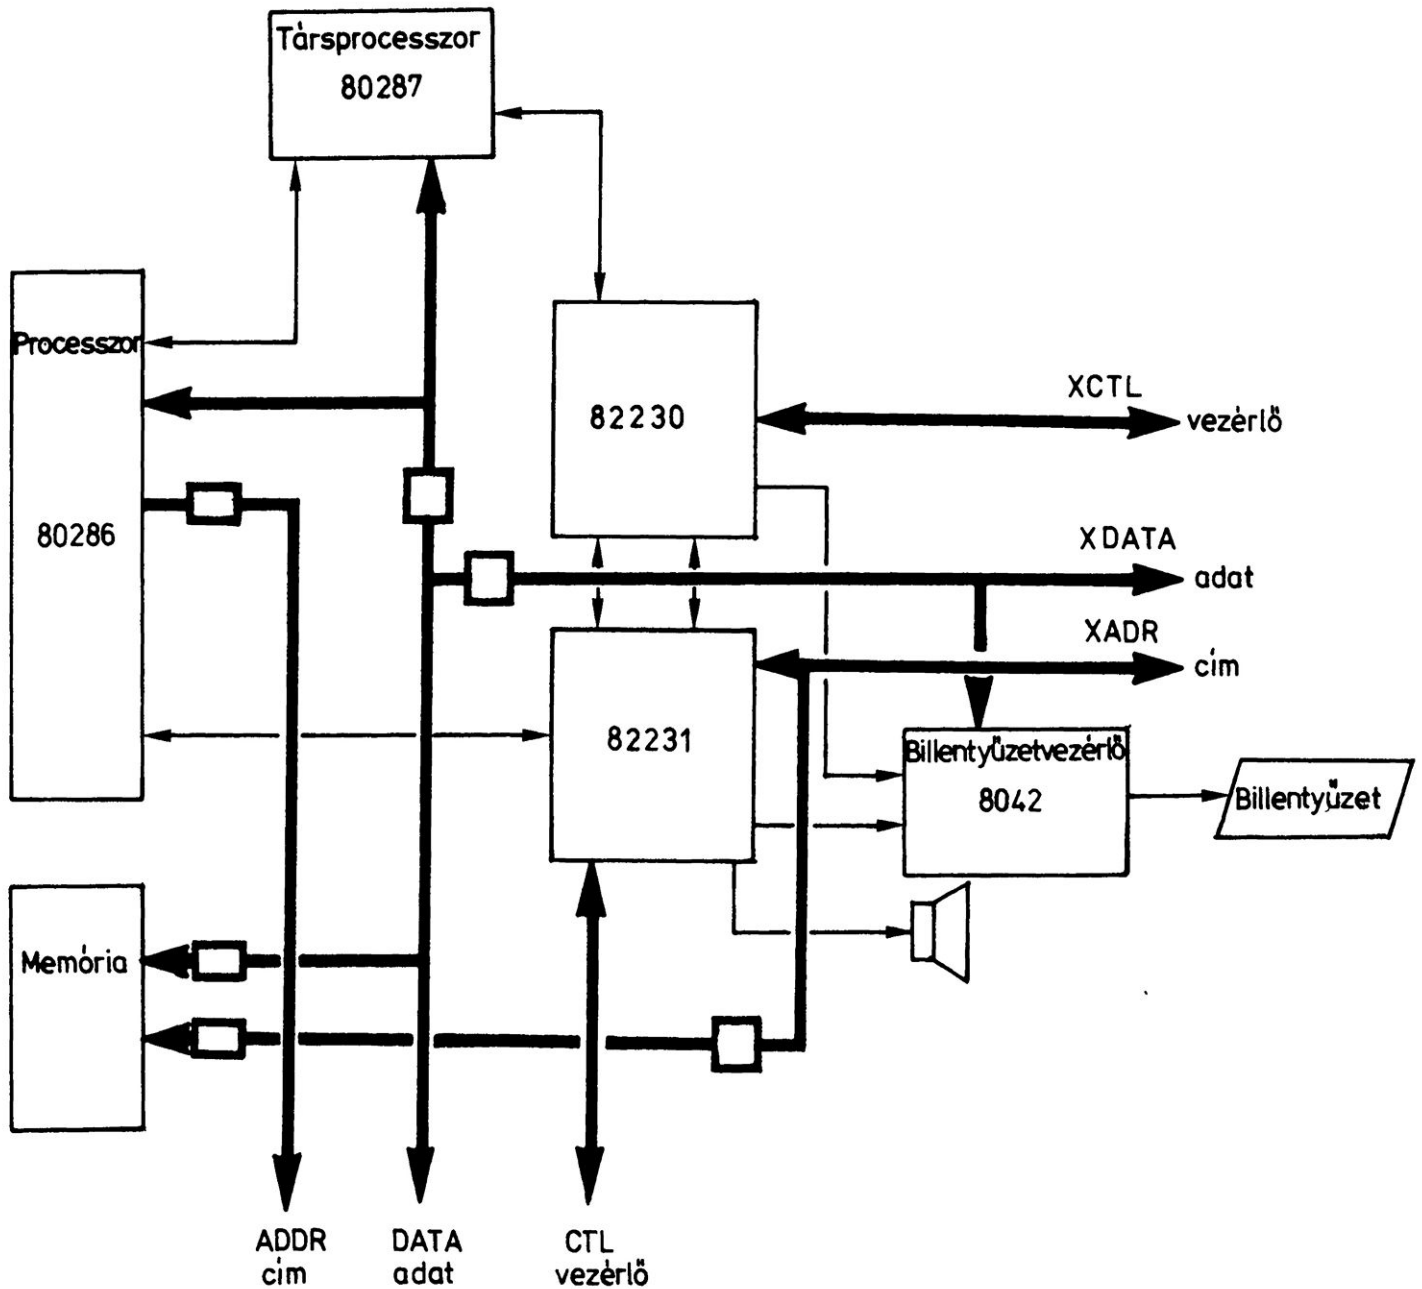 Társprocesszor
80287
Processzor
80286
82230
XCTL
vezérlő
XDATA
adat
XADR
cím
82231
Billentyűzetvezérlő
8042
Billentyűzet
Memória
ADDR
cím
DATA
adat
CTL
vezérlő